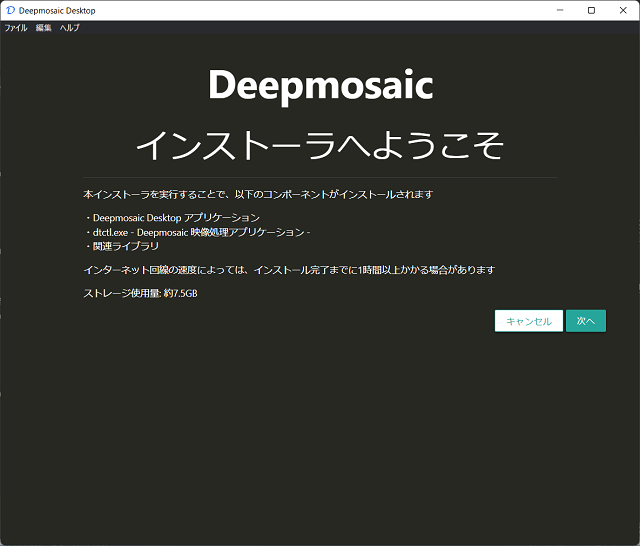 Deepmosaic Desktop
ファイル 編集 ヘルプ
Deepmosaic
インストーラへようこそ
本インストーラを実行することで、以下のコンポーネントがインストールされます
・Deepmosaic Desktop アプリケーション
・dtctl.exe - Deepmosaic 映像処理アプリケーション -
・関連ライブラリ
インターネット回線の速度によっては、インストール完了までに1時間以上かかる場合があります
ストレージ使用量: 約7.5GB
キャンセル 次へ